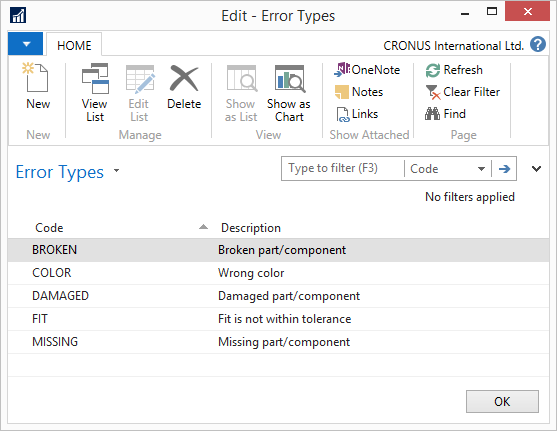 Edit - Error Types
HOME
CRONUS International Ltd.
New
View List
Edit List
Delete
Show as List
Show as Chart
OneNote
Notes
Links
Refresh
Clear Filter
Find
New
Manage
View
Show Attached
Page
Error Types
Type to filter (F3)
Code
No filters applied
Code Description
BROKEN Broken part/component
COLOR Wrong color
DAMAGED Damaged part/component
FIT Fit is not within tolerance
MISSING Missing part/component
OK